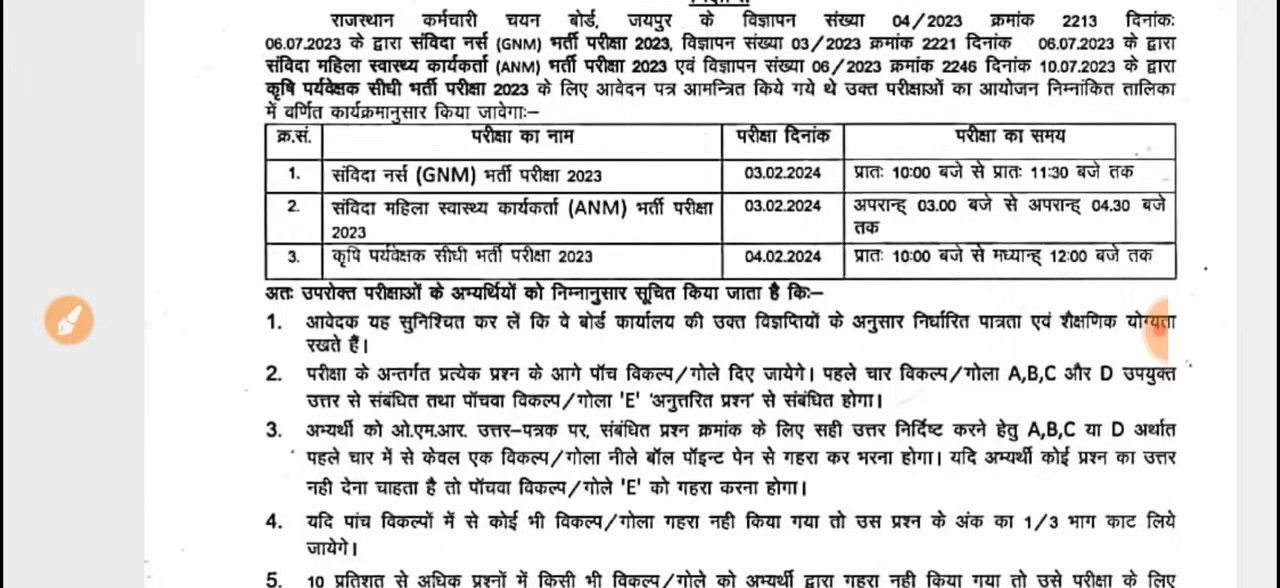 राजस्थान कर्मचारी चयन बोर्ड, जयपुर के विज्ञापन संख्या 04/2023 क्रमांक 2213 दिनांकः
06.07.2023 के द्वारा संविदा नर्स (GNM) भर्ती परीक्षा 2023, विज्ञापन संख्या 03/2023 क्रमांक 2221 दिनांक 06.07.2023 के द्वारा
संविदा महिला स्वास्थ्य कार्यकर्ता (ANM) भर्ती परीक्षा 2023 एवं विज्ञापन संख्या 06/2023 क्रमांक 2246 दिनांक 10.07.2023 के द्वारा
कृषि पर्यवेक्षक सीधी भर्ती परीक्षा 2023 के लिए आवेदन पत्र आमन्त्रित किये गये थे उक्त परीक्षाओं का आयोजन निम्नांकित तालिका
में वर्णित कार्यक्रमानुसार किया जावेगाः–
क्र.सं. परीक्षा का नाम परीक्षा दिनांक परीक्षा का समय
1. संविदा नर्स (GNM) भर्ती परीक्षा 2023 03.02.2024 प्रातः 10:00 बजे से प्रातः 11:30 बजे तक
2. संविदा महिला स्वास्थ्य कार्यकर्ता (ANM) भर्ती परीक्षा 03.02.2024 अपरान्ह् 03.00 बजे से अपरान्ह् 04.30 बजे
2023 तक
3. कृषि पर्यवेक्षक सीधी भर्ती परीक्षा 2023 04.02.2024 प्रातः 10:00 बजे से मध्यान्ह् 12:00 बजे तक
अतः उपरोक्त परीक्षाओं के अभ्यर्थियों को निम्नानुसार सूचित किया जाता है किः–
1. आवेदक यह सुनिश्चित कर लें कि वे बोर्ड कार्यालय की उक्त विज्ञप्तियों के अनुसार निर्धारित पात्रता एवं शैक्षणिक योग्यता
रखते हैं।
2. परीक्षा के अन्तर्गत प्रत्येक प्रश्न के आगे पॉच विकल्प/गोले दिए जायेगे। पहले चार विकल्प/गोला A,B,C और D उपयुक्त
उत्तर से संबंधित तथा पॉचवा विकल्प/गोला 'E' 'अनुत्तरित प्रश्न' से संबंधित होगा।
3. अभ्यर्थी को ओ.एम.आर. उत्तर–पत्रक पर, संबंधित प्रश्न क्रमांक के लिए सही उत्तर निर्दिष्ट करने हेतु A,B,C या D अर्थात
पहले चार में से केवल एक विकल्प/गोला नीले बॉल पॉइन्ट पेन से गहरा कर भरना होगा। यदि अभ्यर्थी कोई प्रश्न का उत्तर
नही देना चाहता है तो पॉचवा विकल्प/गोले 'E' को गहरा करना होगा।
4. यदि पांच विकल्पों में से कोई भी विकल्प/गोला गहरा नही किया गया तो उस प्रश्न के अंक का 1/3 भाग काट लिये
जायेगे।
5. 10 प्रतिशत से अधिक प्रश्नों में किसी भी विकल्प/गोले को अभ्यर्थी द्वारा गहरा नही किया गया तो उसे परीक्षा के लिए